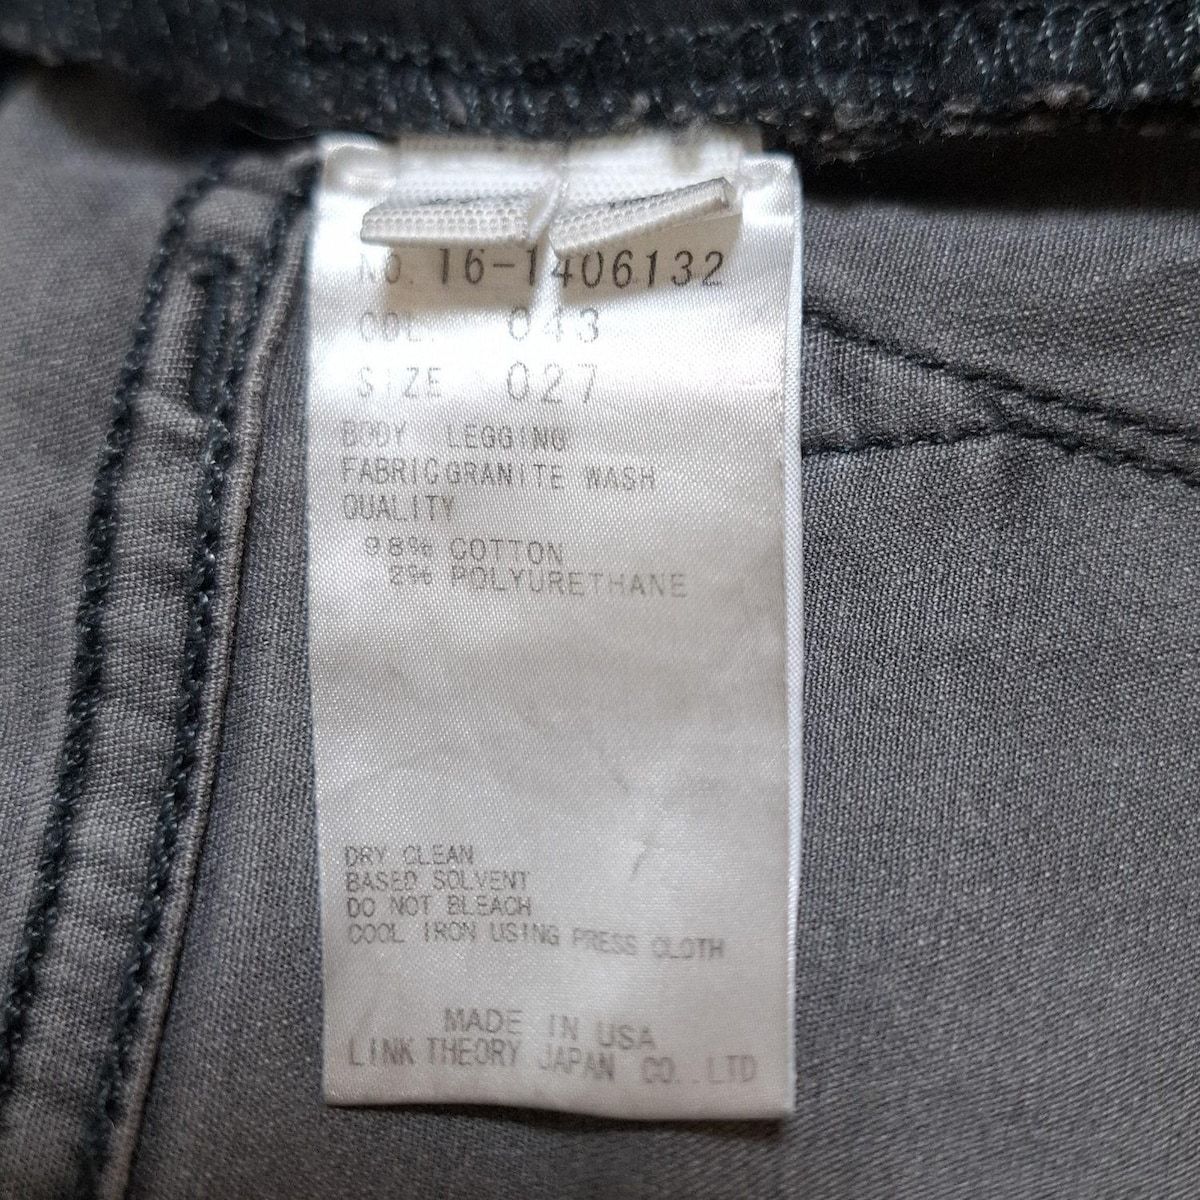 NO. 16-1406132
COL. 043
SIZE 027
BODY LEGGING
FABRICGRANITE WASH
QUALITY
98% COTTON
2% POLYURETHANE
DRY CLEAN
BASED SOLVENT
DO NOT BLEACH
COOL IRON USING PRESS CLOTH
MADE IN USA
LINK THEORY JAPAN CO..LTD